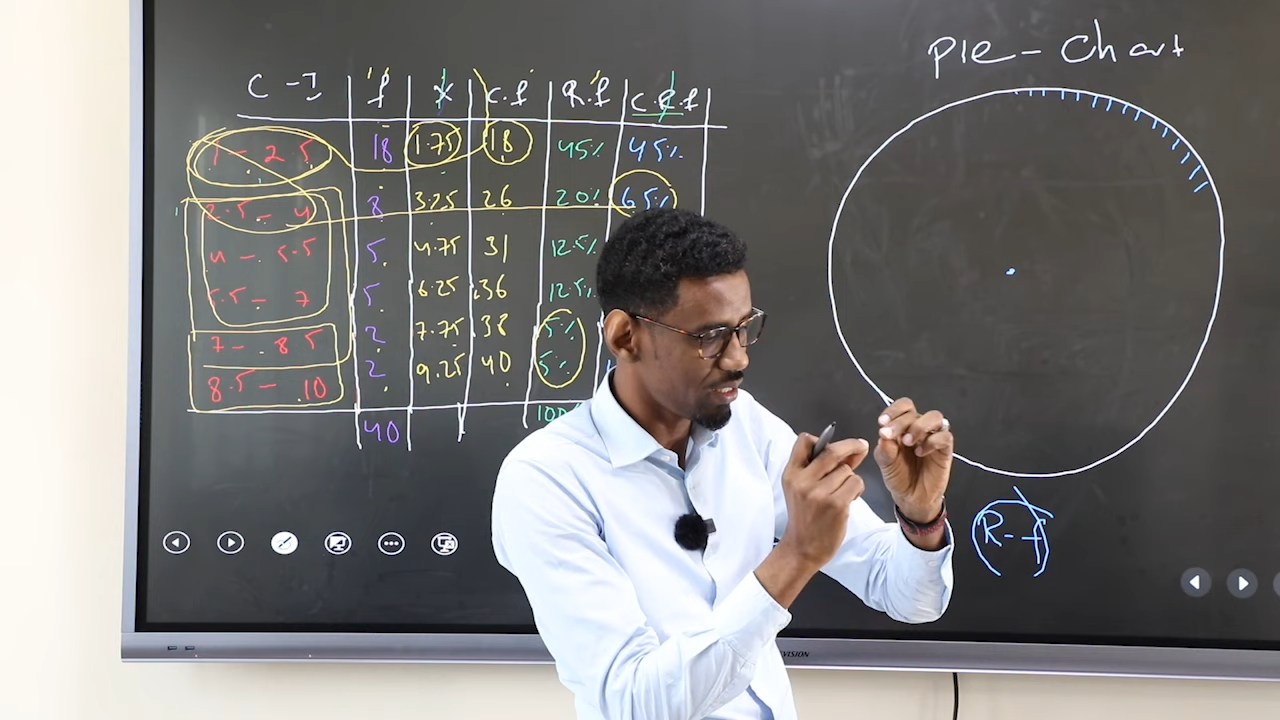 Pie - Chart
C - I f X C.f R.f C.R.f
1 - 2.5 18 1.75 18 45% 45%
2.5 - 4 8 3.25 26 20% 65%
4 - 5.5 5 4.75 31 12.5%
5.5 - 7 5 6.25 36 12.5%
7 - 8.5 2 7.75 38 5%
8.5 - 10 2 9.25 40 5%
40 100
R - f
VISION